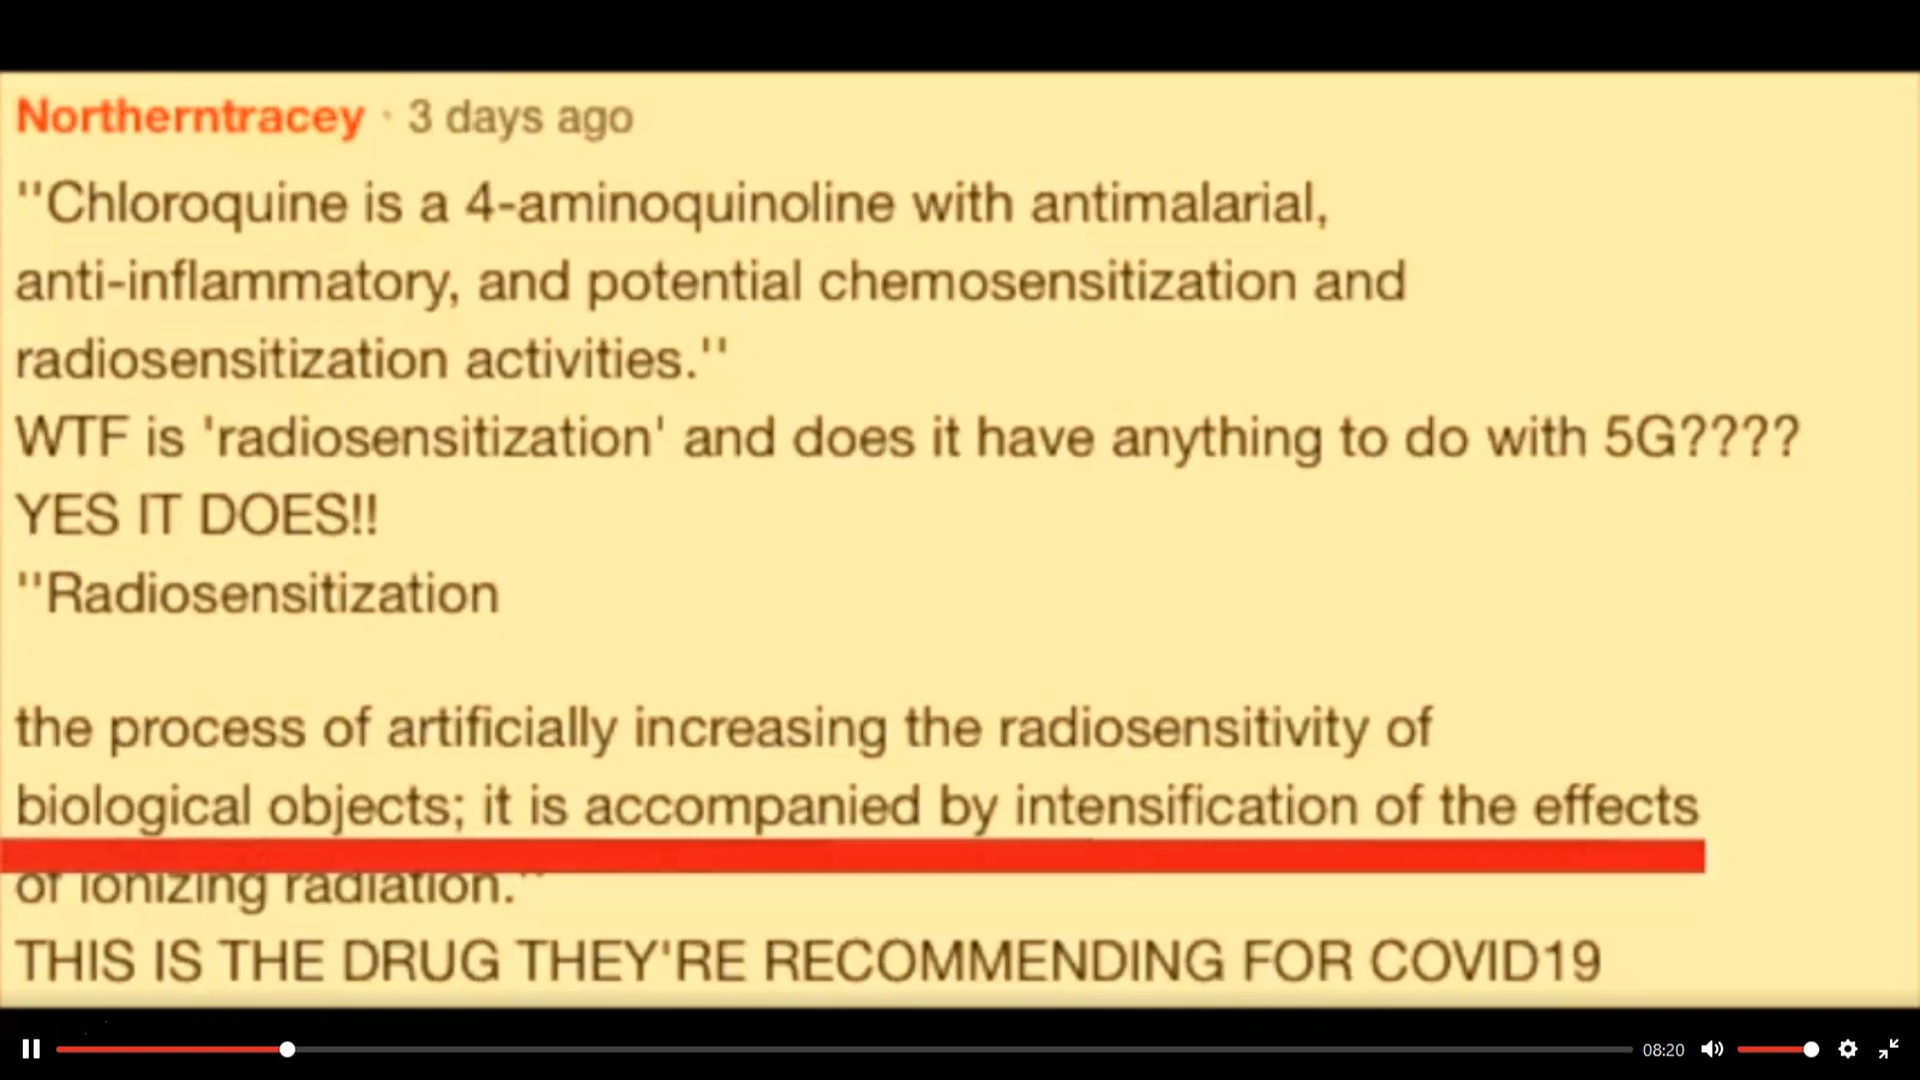 Northerntracey · 3 days ago
''Chloroquine is a 4-aminoquinoline with antimalarial,
anti-inflammatory, and potential chemosensitization and
radiosensitization activities.''
WTF is 'radiosensitization' and does it have anything to do with 5G????
YES IT DOES!!
''Radiosensitization
the process of artificially increasing the radiosensitivity of
biological objects; it is accompanied by intensification of the effects
of ionizing radiation.''
THIS IS THE DRUG THEY'RE RECOMMENDING FOR COVID19
08:20